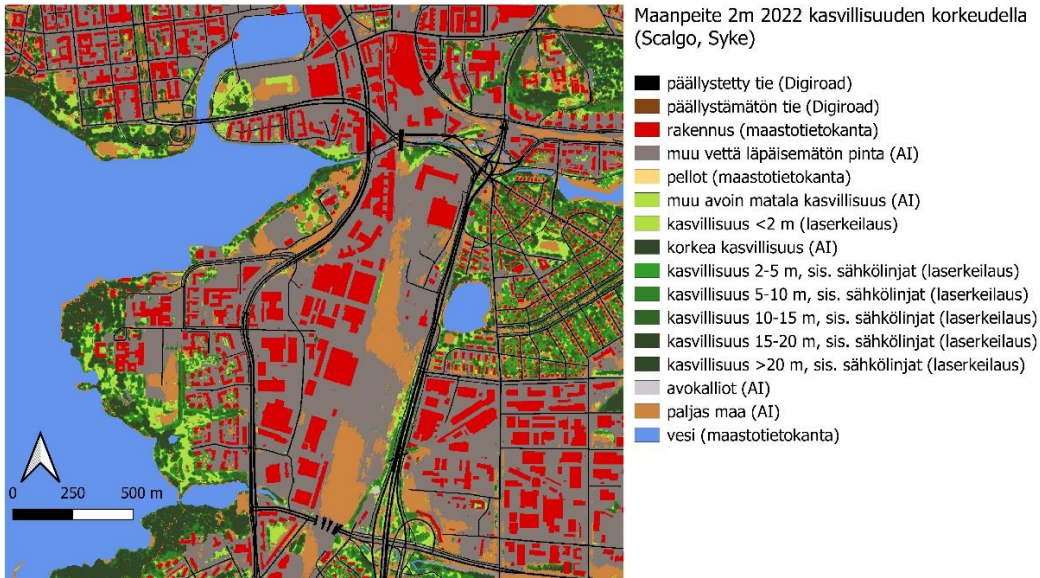 Maanpeite 2m 2022 kasvillisuuden korkeudella
(Scalgo, Syke)
päällystetty tie (Digiroad)
päällystämätön tie (Digiroad)
rakennus (maastotietokanta)
muu vettä läpäisemätön pinta (AI)
pellot (maastotietokanta)
muu avoin matala kasvillisuus (AI)
kasvillisuus <2 m (laserkeilaus)
korkea kasvillisuus (AI)
kasvillisuus 2-5 m, sis. sähkölinjat (laserkeilaus)
kasvillisuus 5-10 m, sis. sähkölinjat (laserkeilaus)
kasvillisuus 10-15 m, sis. sähkölinjat (laserkeilaus)
kasvillisuus 15-20 m, sis. sähkölinjat (laserkeilaus)
kasvillisuus >20 m, sis. sähkölinjat (laserkeilaus)
avokalliot (AI)
paljas maa (AI)
vesi (maastotietokanta)
0 250 500 m